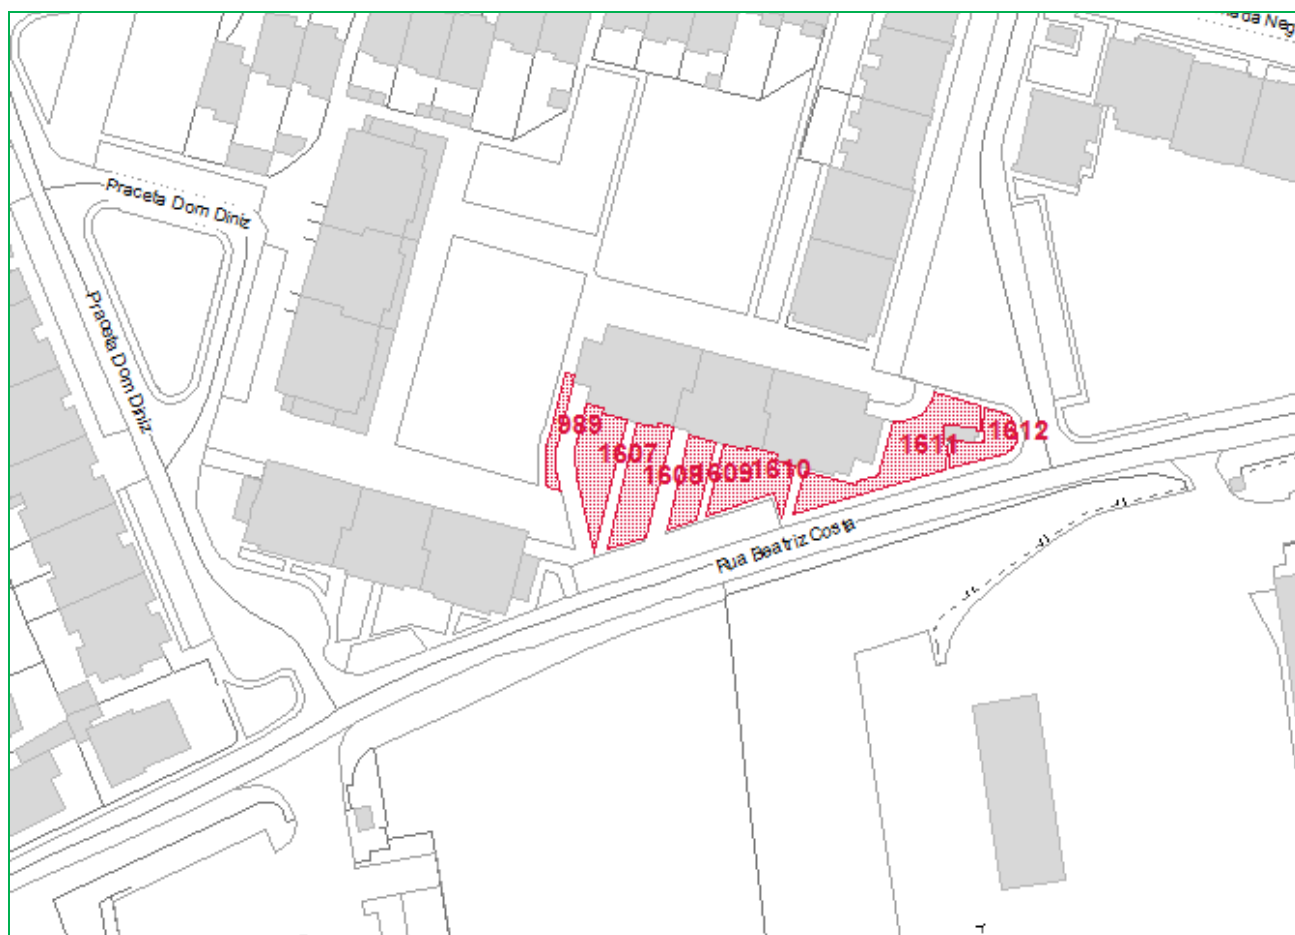 Praceta Dom Diniz
Praceta Dom Diniz
989
1607
1608
1609
1610
1611
1612
Rua Beatriz Costa